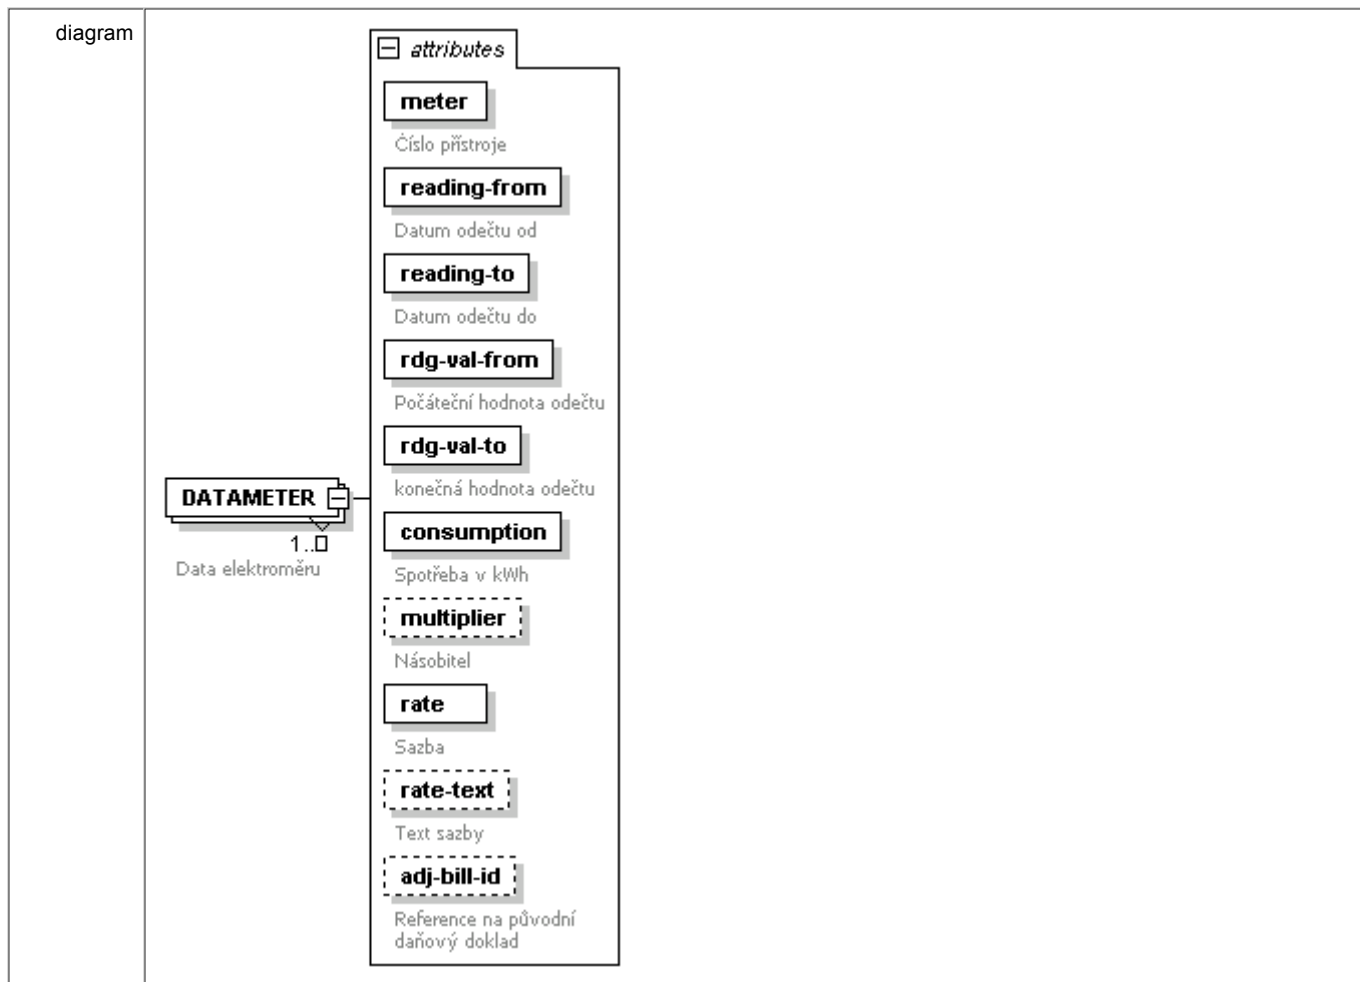 diagram
attributes
meter
Číslo přístroje
reading-from
Datum odečtu od
reading-to
Datum odečtu do
rdg-val-from
Počáteční hodnota odečtu
rdg-val-to
konečná hodnota odečtu
DATAMETER
1..
Data elektroměru
consumption
Spotřeba v kWh
multiplier
Násobitel
rate
Sazba
rate-text
Text sazby
adj-bill-id
Reference na původní
daňový doklad